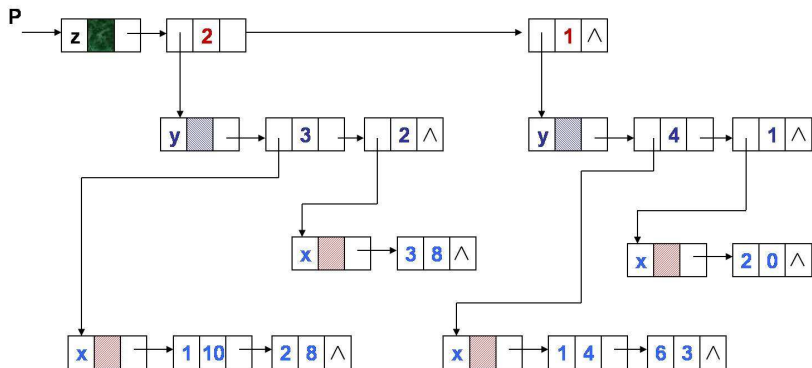 P
z 2 1 ∧
y 3 2 ∧ y 4 1 ∧
x 3 8 ∧ x 2 0 ∧
x 1 10 2 8 ∧ x 1 4 6 3 ∧